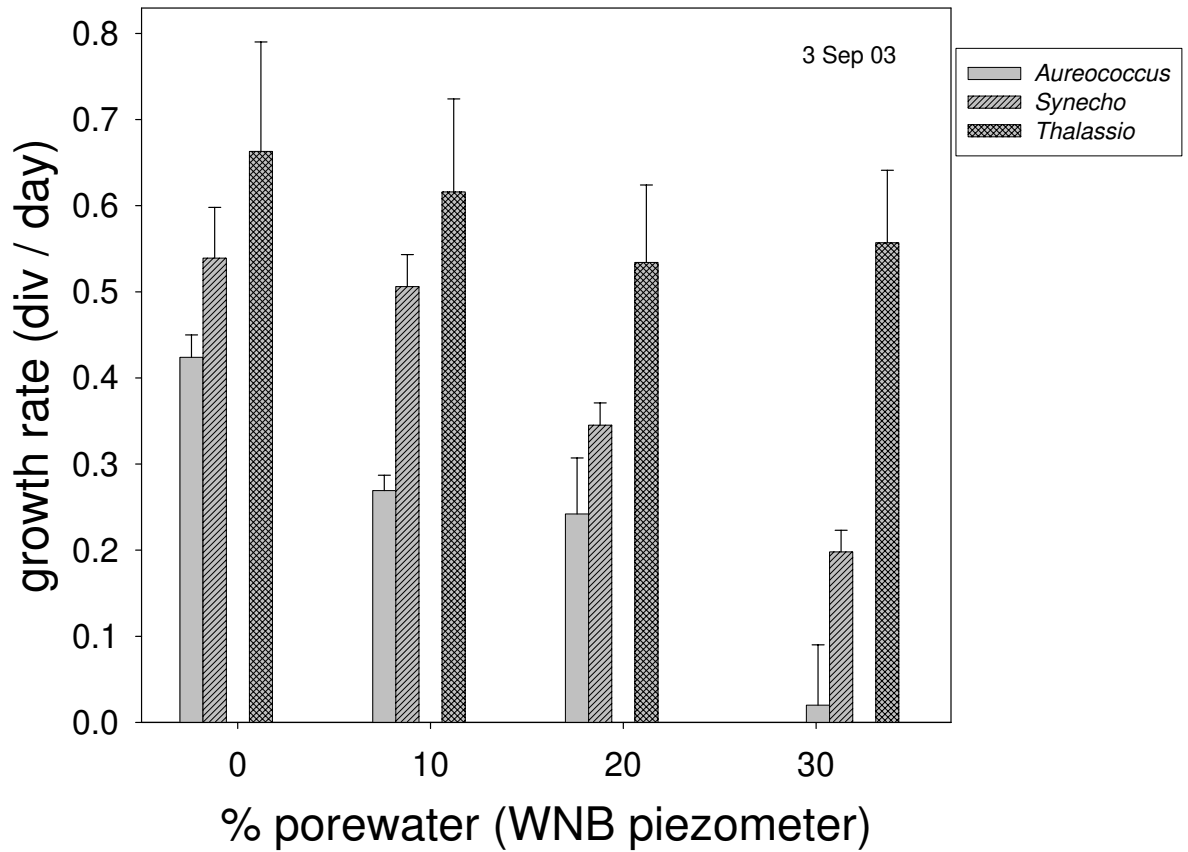 3 Sep 03
Aureococcus
Synecho
Thalassio
growth rate (div / day)
0.8
0.7
0.6
0.5
0.4
0.3
0.2
0.1
0.0
0 10 20 30
% porewater (WNB piezometer)